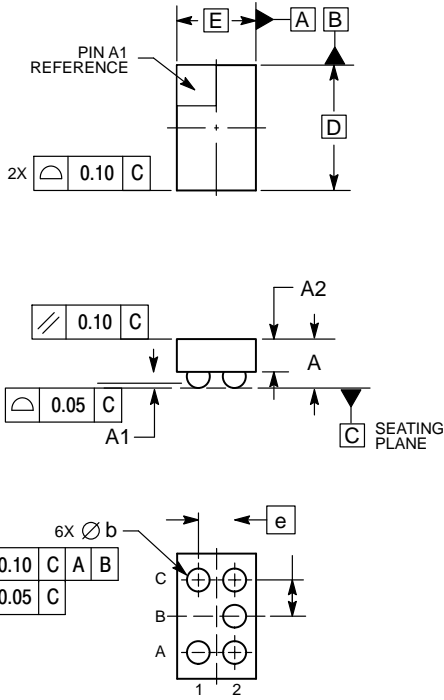 E A B
PIN A1
REFERENCE
D
2X ⌓ 0.10 C
A2
// 0.10 C
A
⌓ 0.05 C
A1
C SEATING
PLANE
6X ∅ b
e
0.10 C A B
0.05 C
C
B
A
1 2